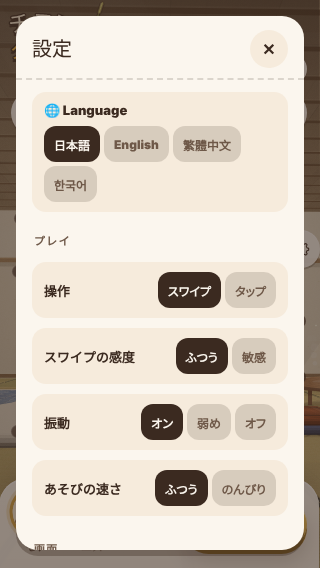 設定
🌐 Language
日本語 English 繁體中文
한국어
プレイ
操作 スワイプ タップ
スワイプの感度 ふつう 敏感
振動 オン 弱め オフ
あそびの速さ ふつう のんびり
画面